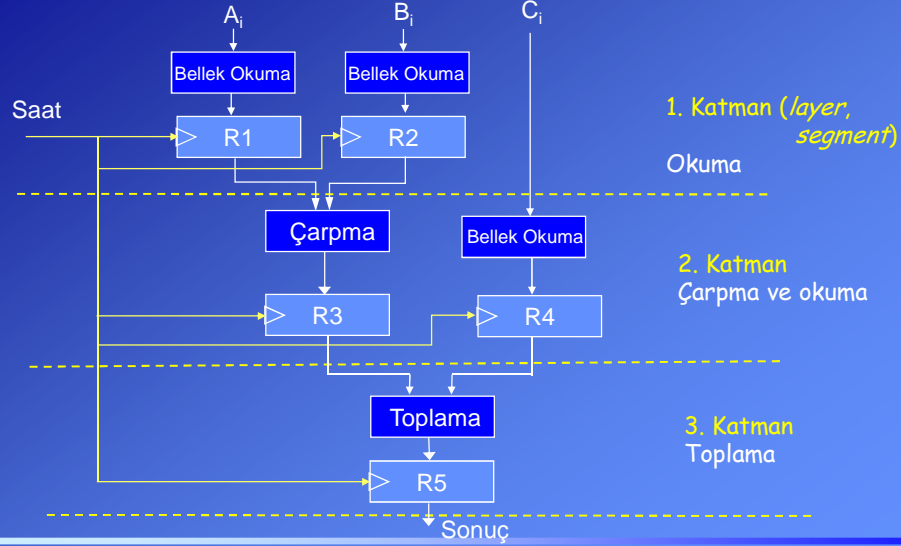 Aᵢ
Bᵢ
Cᵢ
Bellek Okuma
Bellek Okuma
Saat
R1
R2
1. Katman (layer,
segment)
Okuma
Çarpma
Bellek Okuma
2. Katman
Çarpma ve okuma
R3
R4
Toplama
3. Katman
Toplama
R5
Sonuç